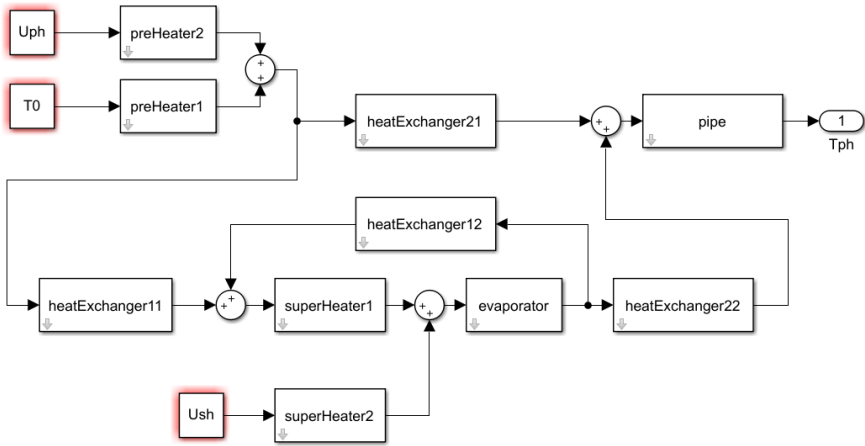 Uph
preHeater2
+
+
T0
preHeater1
heatExchanger21
+
+
pipe
1
Tph
heatExchanger12
heatExchanger11
+
+
superHeater1
+
+
evaporator
heatExchanger22
Ush
superHeater2